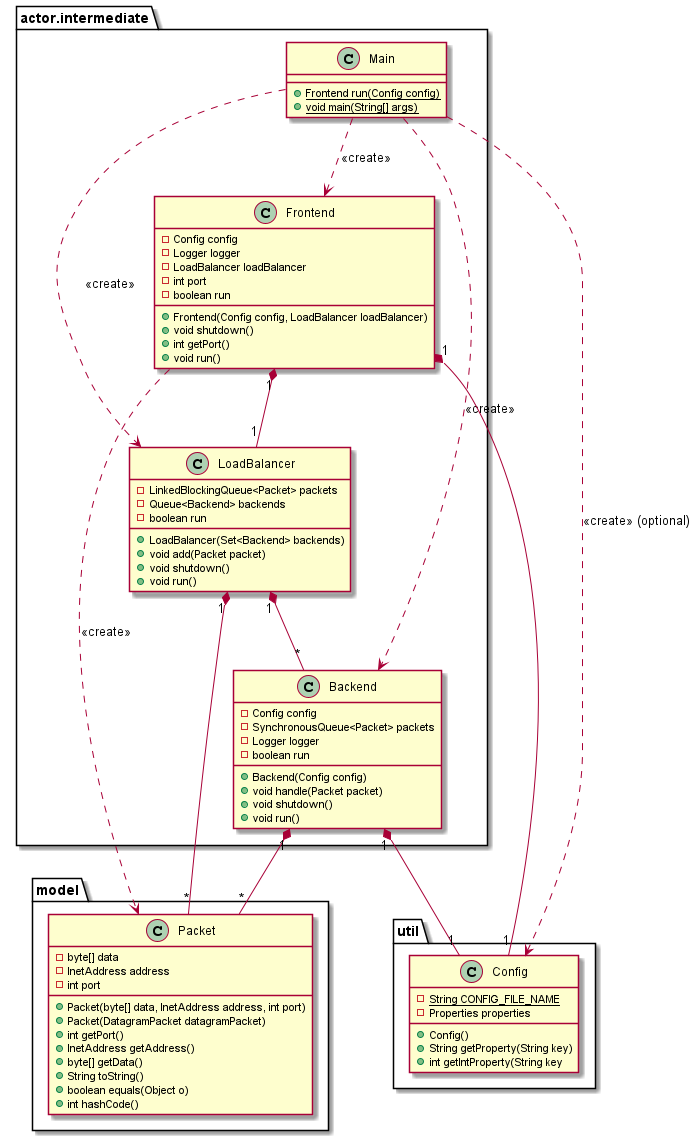 actor.intermediate
C Main
Frontend run(Config config)
void main(String[] args)
«create»
C Frontend
Config config
Logger logger
LoadBalancer loadBalancer
int port
boolean run
Frontend(Config config, LoadBalancer loadBalancer)
void shutdown()
int getPort()
void run()
«create»
1
1
«create»
1
C LoadBalancer
LinkedBlockingQueue<Packet> packets
Queue<Backend> backends
boolean run
LoadBalancer(Set<Backend> backends)
void add(Packet packet)
void shutdown()
void run()
«create» (optional)
1
1
«create»
*
C Backend
Config config
SynchronousQueue<Packet> packets
Logger logger
boolean run
Backend(Config config)
void handle(Packet packet)
void shutdown()
void run()
1
1
model
*
*
C Packet
byte[] data
InetAddress address
int port
Packet(byte[] data, InetAddress address, int port)
Packet(DatagramPacket datagramPacket)
int getPort()
InetAddress getAddress()
byte[] getData()
String toString()
boolean equals(Object o)
int hashCode()
util
1
1
C Config
String CONFIG_FILE_NAME
Properties properties
Config()
String getProperty(String key)
int getIntProperty(String key